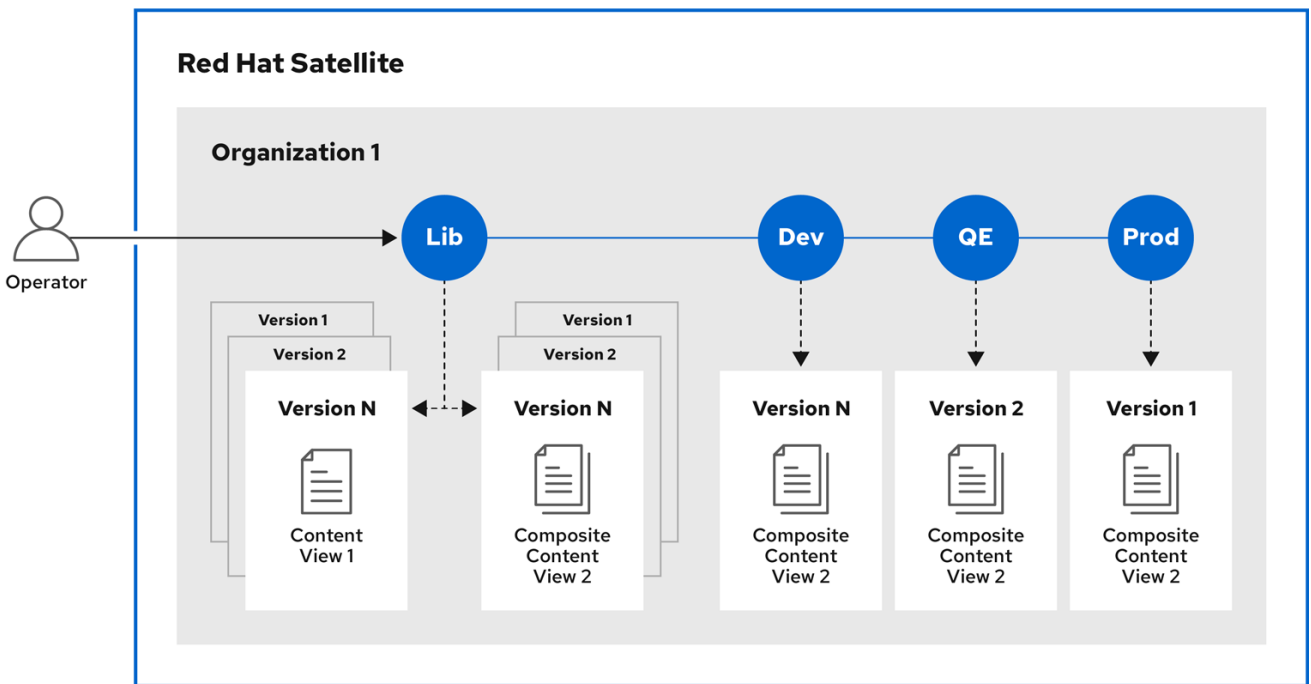 Red Hat Satellite
Organization 1
Operator
Lib
Dev
QE
Prod
Version 1
Version 2
Version N
Content
View 1
Version 1
Version 2
Version N
Composite
Content
View 2
Version N
Composite
Content
View 2
Version 2
Composite
Content
View 2
Version 1
Composite
Content
View 2